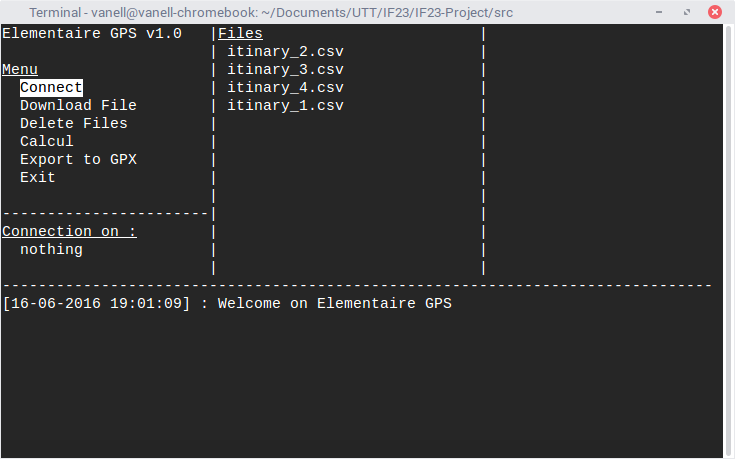 Terminal - vanell@vanell-chromebook: ~/Documents/UTT/IF23/IF23-Project/src
Elementaire GPS v1.0   |Files                        |
                       | itinary_2.csv               |
Menu                   | itinary_3.csv               |
  Connect              | itinary_4.csv               |
  Download File        | itinary_1.csv               |
  Delete Files         |                             |
  Calcul               |                             |
  Export to GPX        |                             |
  Exit                 |                             |
                       |                             |
-----------------------|                             |
Connection on :        |                             |
  nothing              |                             |
                       |                             |
-------------------------------------------------------------------------------
[16-06-2016 19:01:09] : Welcome on Elementaire GPS